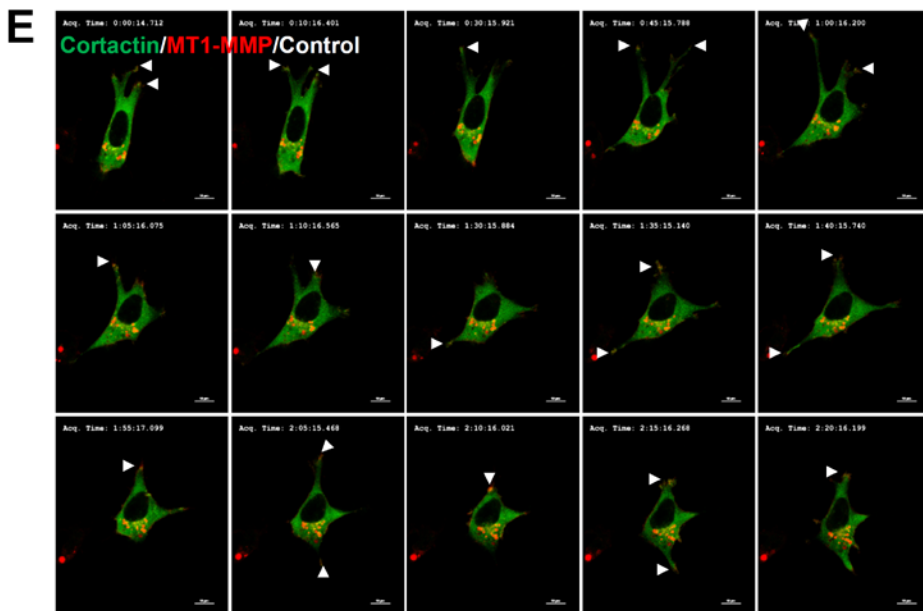 E
Cortactin/MT1-MMP/Control
Acq. Time: 0:00:14.712
Acq. Time: 0:10:16.401
Acq. Time: 0:30:15.921
Acq. Time: 0:45:15.788
Acq. Time: 1:00:16.200
Acq. Time: 1:05:16.075
Acq. Time: 1:10:16.565
Acq. Time: 1:30:15.884
Acq. Time: 1:35:15.140
Acq. Time: 1:40:15.740
Acq. Time: 1:55:17.099
Acq. Time: 2:05:15.468
Acq. Time: 2:10:16.021
Acq. Time: 2:15:16.268
Acq. Time: 2:20:16.199